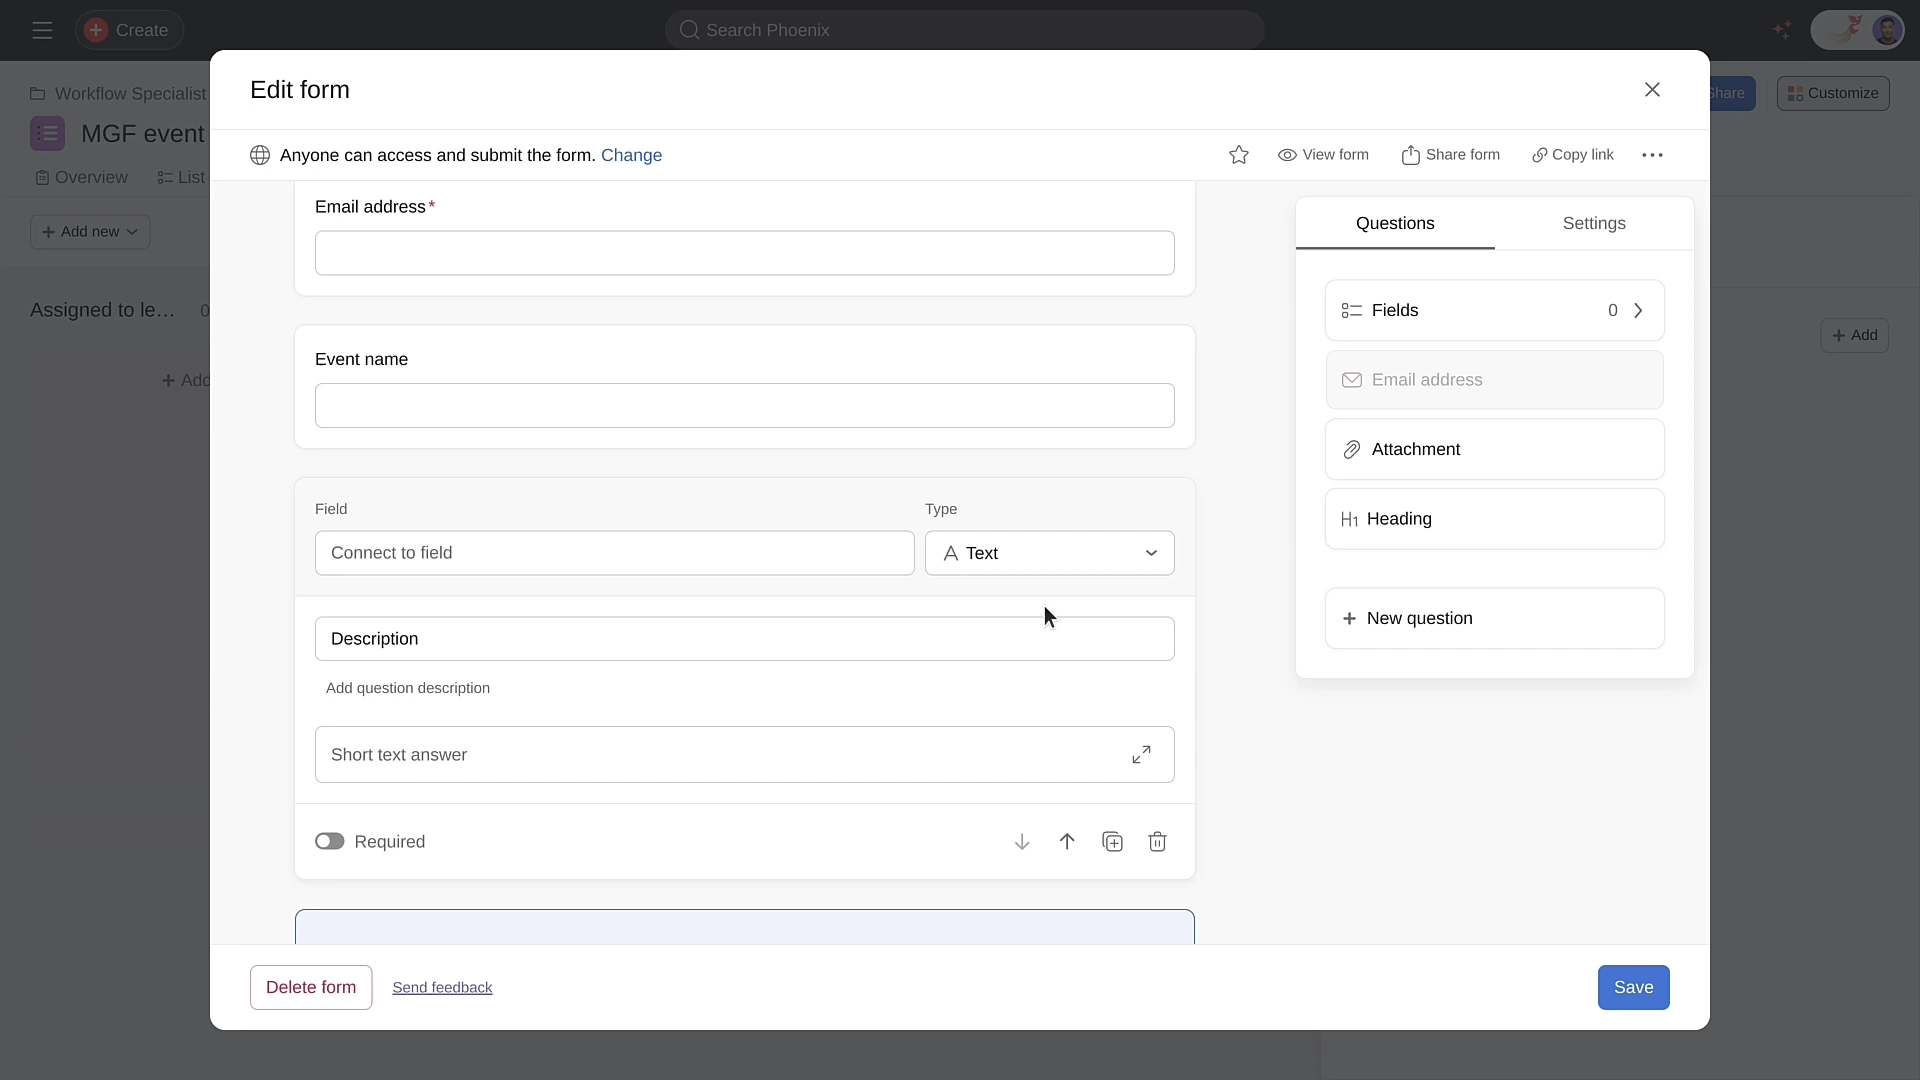 Create
Search Phoenix
Workflow Specialist
Share
Customize
MGF event
Overview
List
Add new
Assigned to le... 0
Add
Add
Edit form
Anyone can access and submit the form. Change
View form
Share form
Copy link
Email address*
Event name
Field
Type
Connect to field
Text
Description
Add question description
Short text answer
Required
Questions
Settings
Fields 0
Email address
Attachment
H1 Heading
New question
Delete form
Send feedback
Save